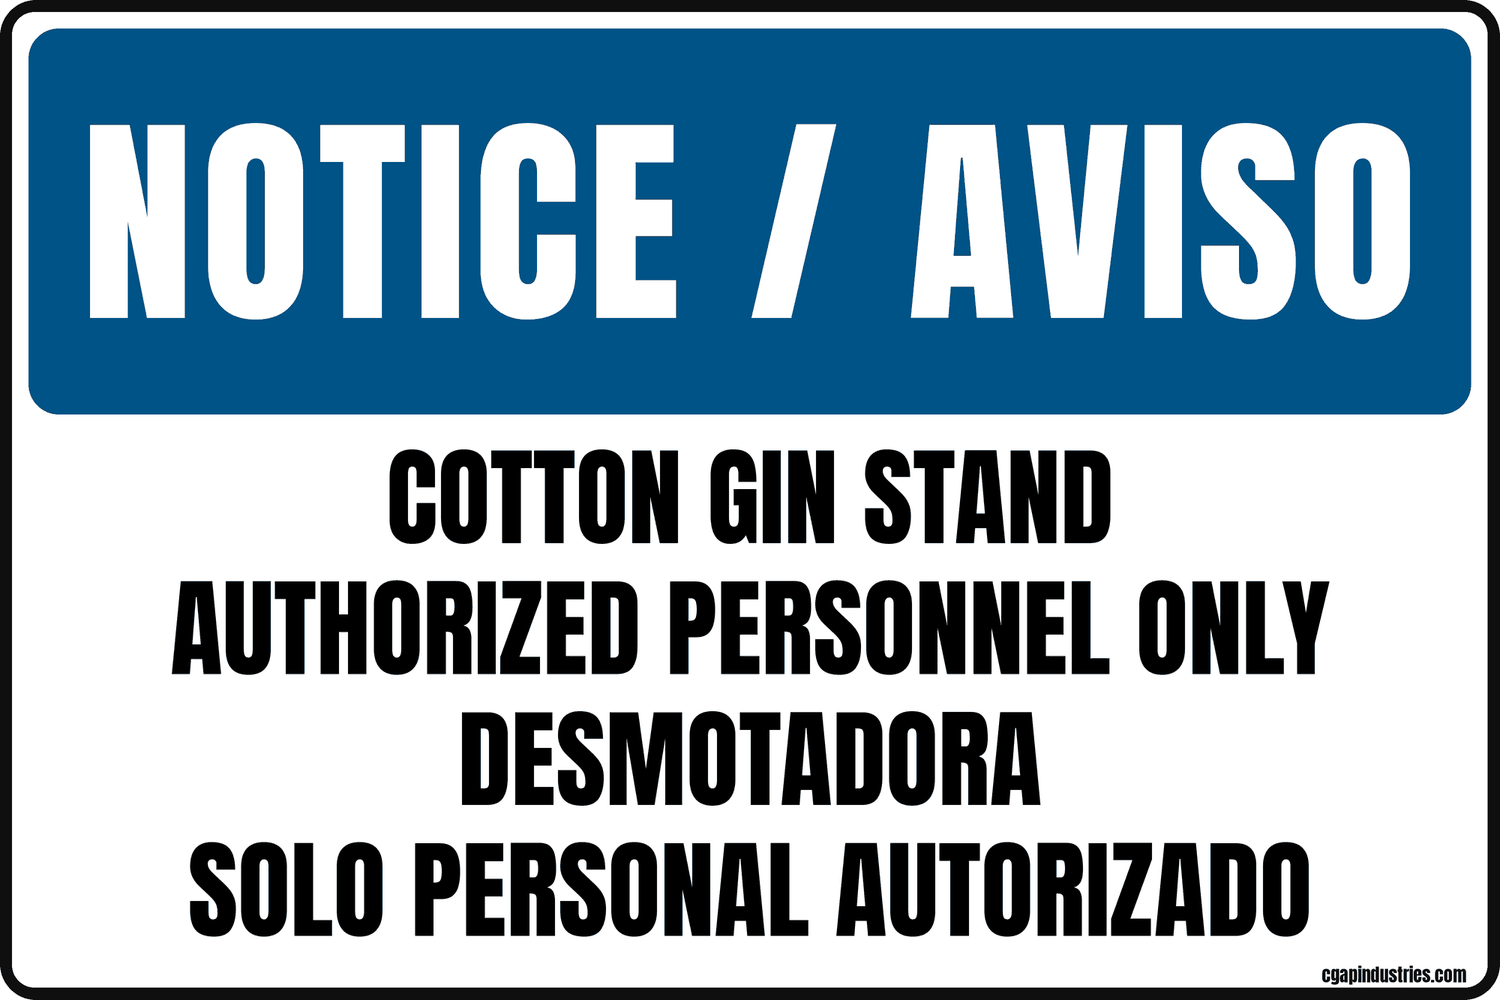 NOTICE / AVISO
COTTON GIN STAND
AUTHORIZED PERSONNEL ONLY
DESMOTADORA
SOLO PERSONAL AUTORIZADO
cgapindustries.com